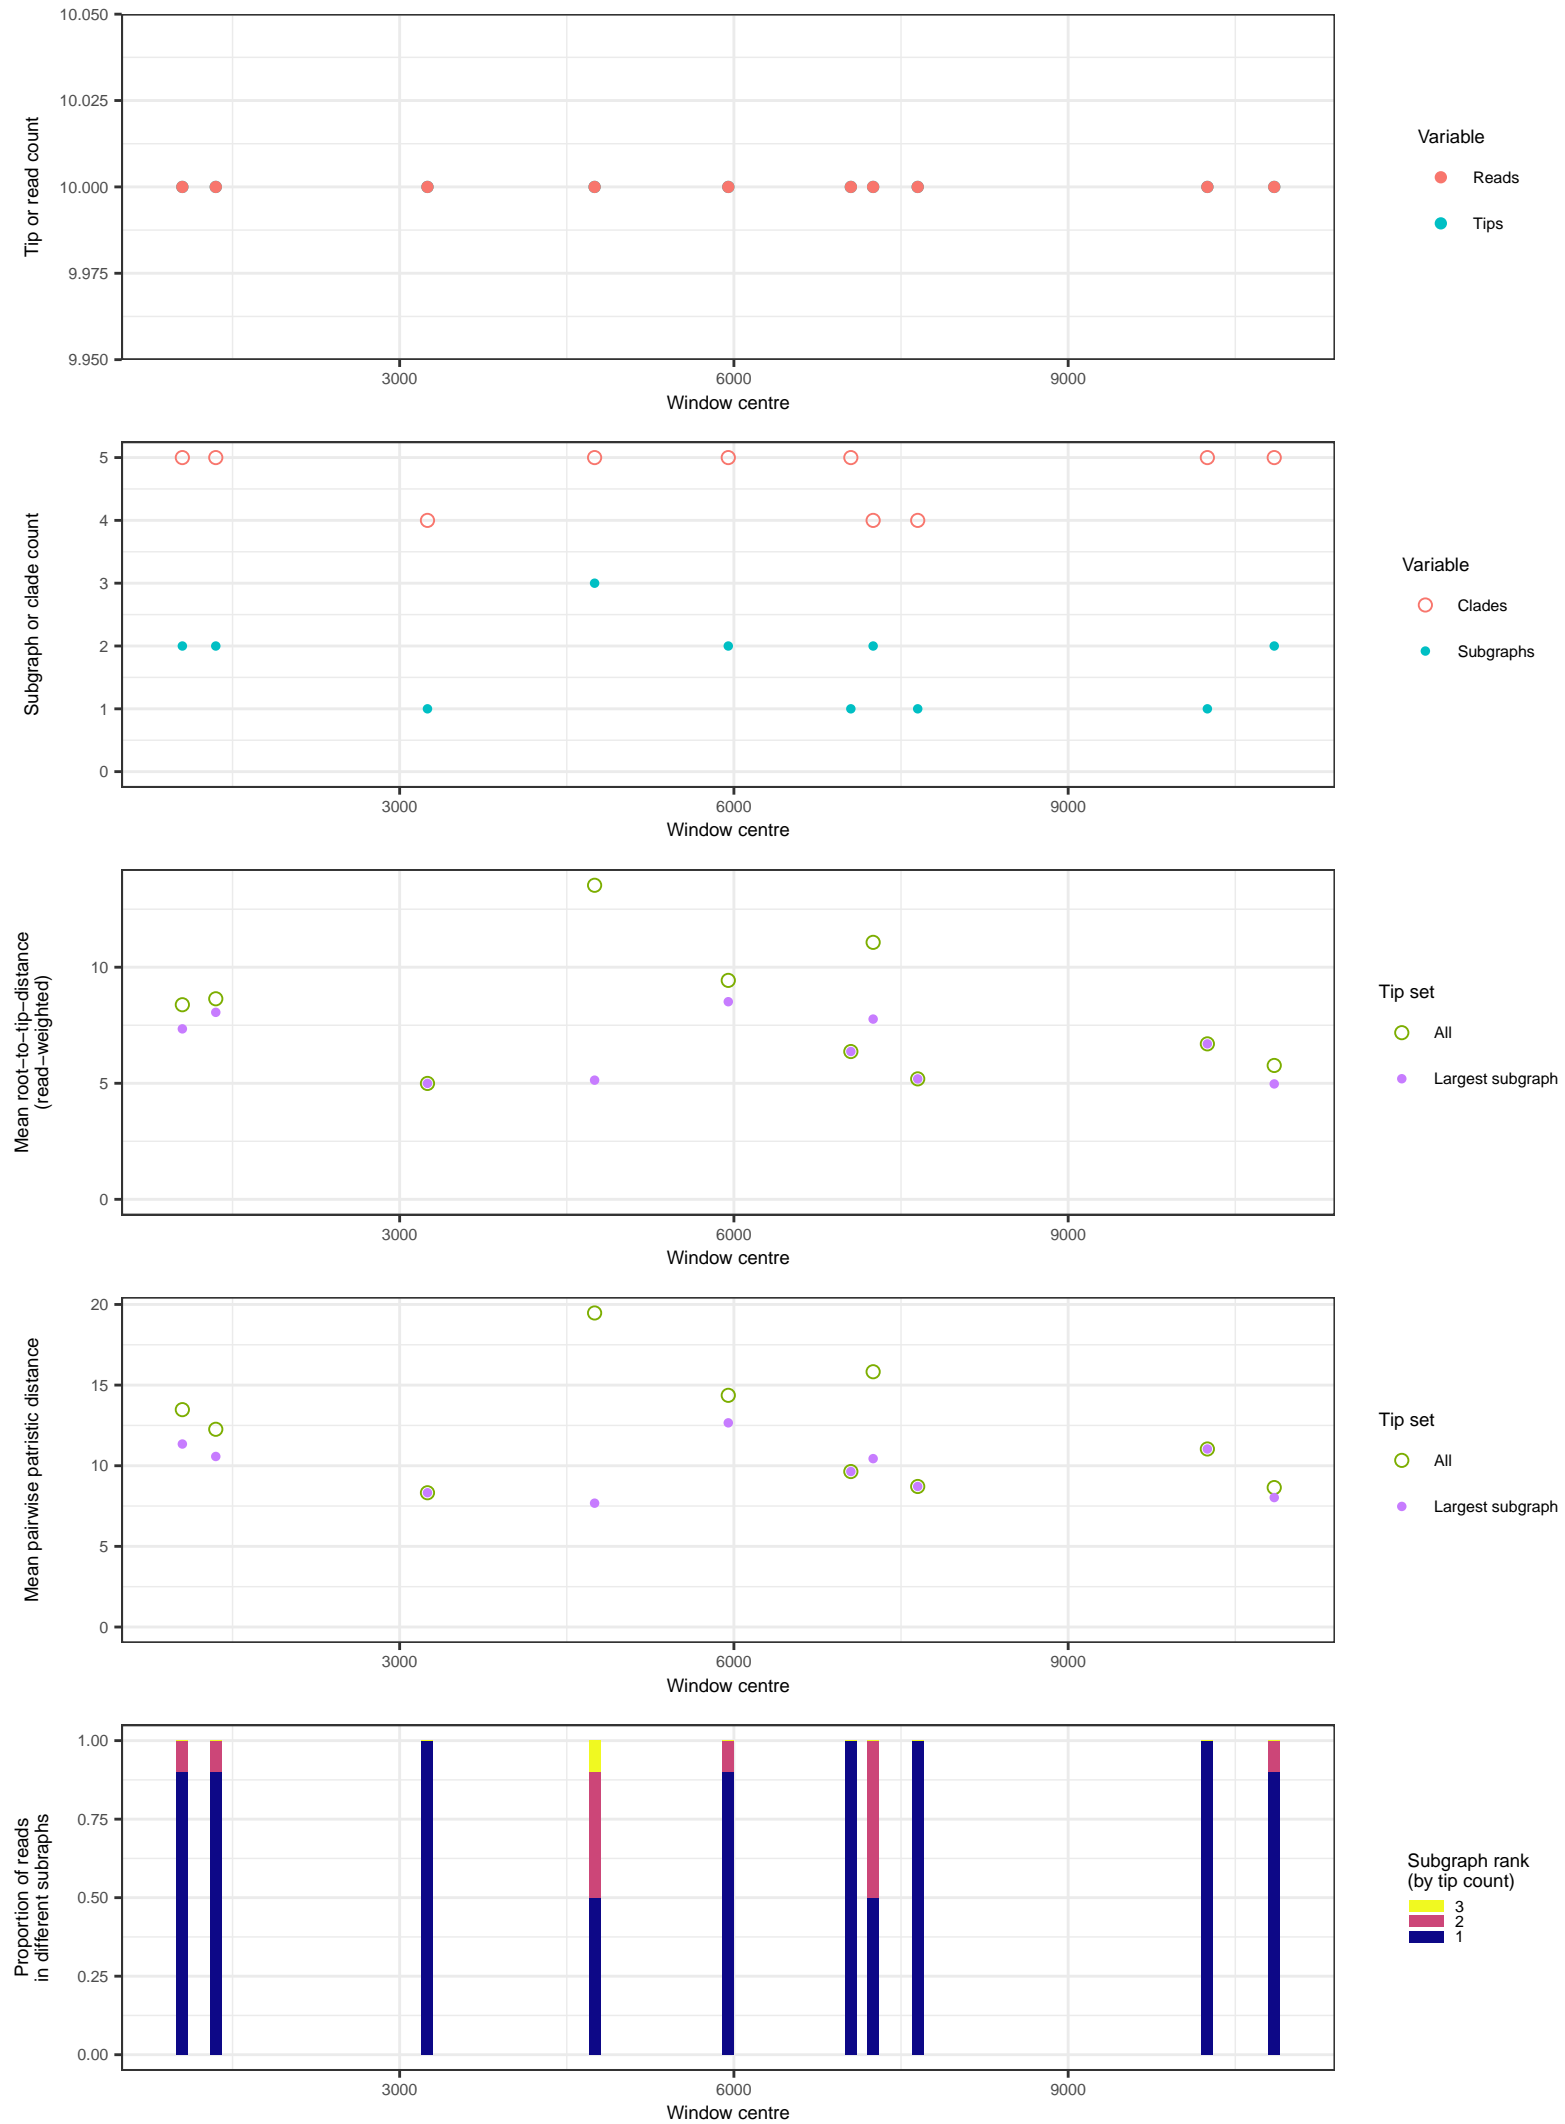 10.050
10.025
10.000
9.975
9.950
Tip or read count
3000
6000
9000
Window centre
Variable
Reads
Tips
5
4
3
2
1
0
Subgraph or clade count
3000
6000
9000
Window centre
Variable
Clades
Subgraphs
10
5
0
Mean root−to−tip−distance
(read−weighted)
3000
6000
9000
Window centre
Tip set
All
Largest subgraph
20
15
10
5
0
Mean pairwise patristic distance
3000
6000
9000
Window centre
Tip set
All
Largest subgraph
1.00
0.75
0.50
0.25
0.00
Proportion of reads
in different subraphs
3000
6000
9000
Window centre
Subgraph rank
(by tip count)
3
2
1